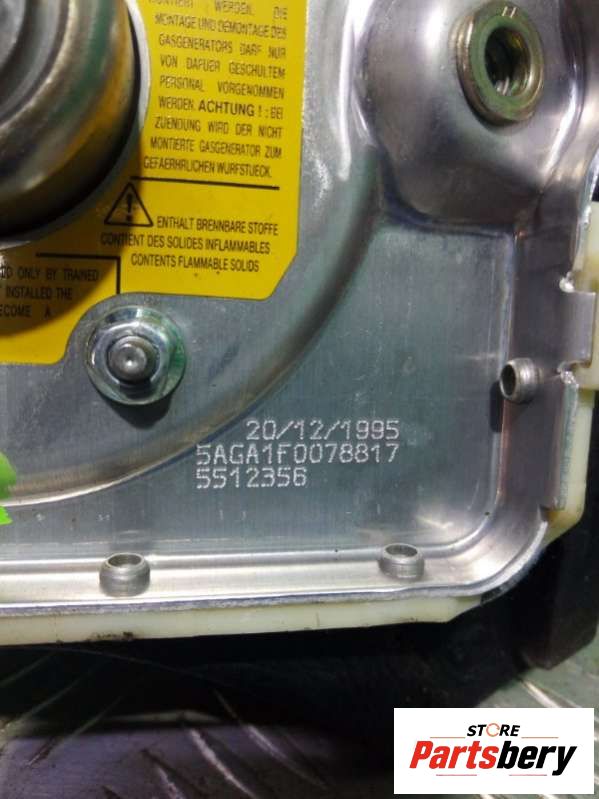 MONTIERT WERDEN. DIE
MONTAGE UND DEMONTAGE DES
GASGENERATORS DARF NUR
VON DAFUER GESCHULTEM
PERSONAL VORGENOMMEN
WERDEN. ACHTUNG ! : BEI
ZUENDUNG WIRD DER NICHT
MONTIERTE GASGENERATOR ZUM
GEFAERHRLICHEN WURFSTUECK.
ENTHALT BRENNBARE STOFFE
CONTIENT DES SOLIDES INFLAMMABLES
CONTENTS FLAMMABLE SOLIDS
ONLY BY TRAINED
INSTALLED THE
BECOME A
20/12/1995
5AGA1F0078817
5512356
STORE
Partsbery